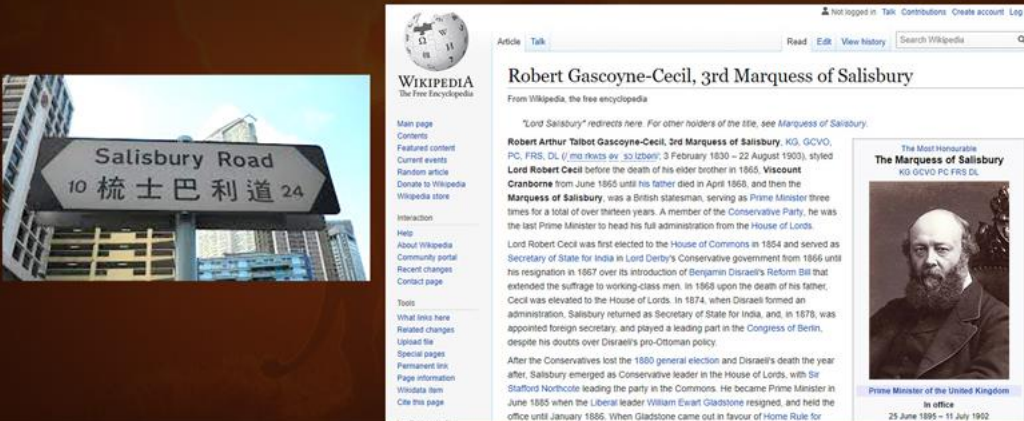 Salisbury Road
10 梳士巴利道 24
WIKIPEDIA
The Free Encyclopedia
Main page
Contents
Featured content
Current events
Random article
Donate to Wikipedia
Wikipedia store
Interaction
Help
About Wikipedia
Community portal
Recent changes
Contact page
Tools
What links here
Related changes
Upload file
Special pages
Permanent link
Page information
Wikidata item
Cite this page
Not logged in Talk Contributions Create account Log
Article Talk
Read Edit View history Search Wikipedia
Robert Gascoyne-Cecil, 3rd Marquess of Salisbury
From Wikipedia, the free encyclopedia
"Lord Salisbury" redirects here. For other holders of the title, see Marquess of Salisbury.
Robert Arthur Talbot Gascoyne-Cecil, 3rd Marquess of Salisbury, KG, GCVO,
PC, FRS, DL 3 February 1830 – 22 August 1903), styled
Lord Robert Cecil before the death of his elder brother in 1865, Viscount
Cranborne from June 1865 until his father died in April 1868, and then the
Marquess of Salisbury, was a British statesman, serving as Prime Minister three
times for a total of over thirteen years. A member of the Conservative Party, he was
the last Prime Minister to head his full administration from the House of Lords.
Lord Robert Cecil was first elected to the House of Commons in 1854 and served as
Secretary of State for India in Lord Derby's Conservative government from 1866 until
his resignation in 1867 over its introduction of Benjamin Disraeli's Reform Bill that
extended the suffrage to working-class men. In 1868 upon the death of his father,
Cecil was elevated to the House of Lords. In 1874, when Disraeli formed an
administration, Salisbury returned as Secretary of State for India, and, in 1878, was
appointed foreign secretary, and played a leading part in the Congress of Berlin,
despite his doubts over Disraeli's pro-Ottoman policy.
After the Conservatives lost the 1880 general election and Disraeli's death the year
after, Salisbury emerged as Conservative leader in the House of Lords, with Sir
Stafford Northcote leading the party in the Commons. He became Prime Minister in
June 1885 when the Liberal leader William Ewart Gladstone resigned, and held the
office until January 1886. When Gladstone came out in favour of Home Rule for
The Most Honourable
The Marquess of Salisbury
KG GCVO PC FRS DL
Prime Minister of the United Kingdom
In office
25 June 1895 – 11 July 1902